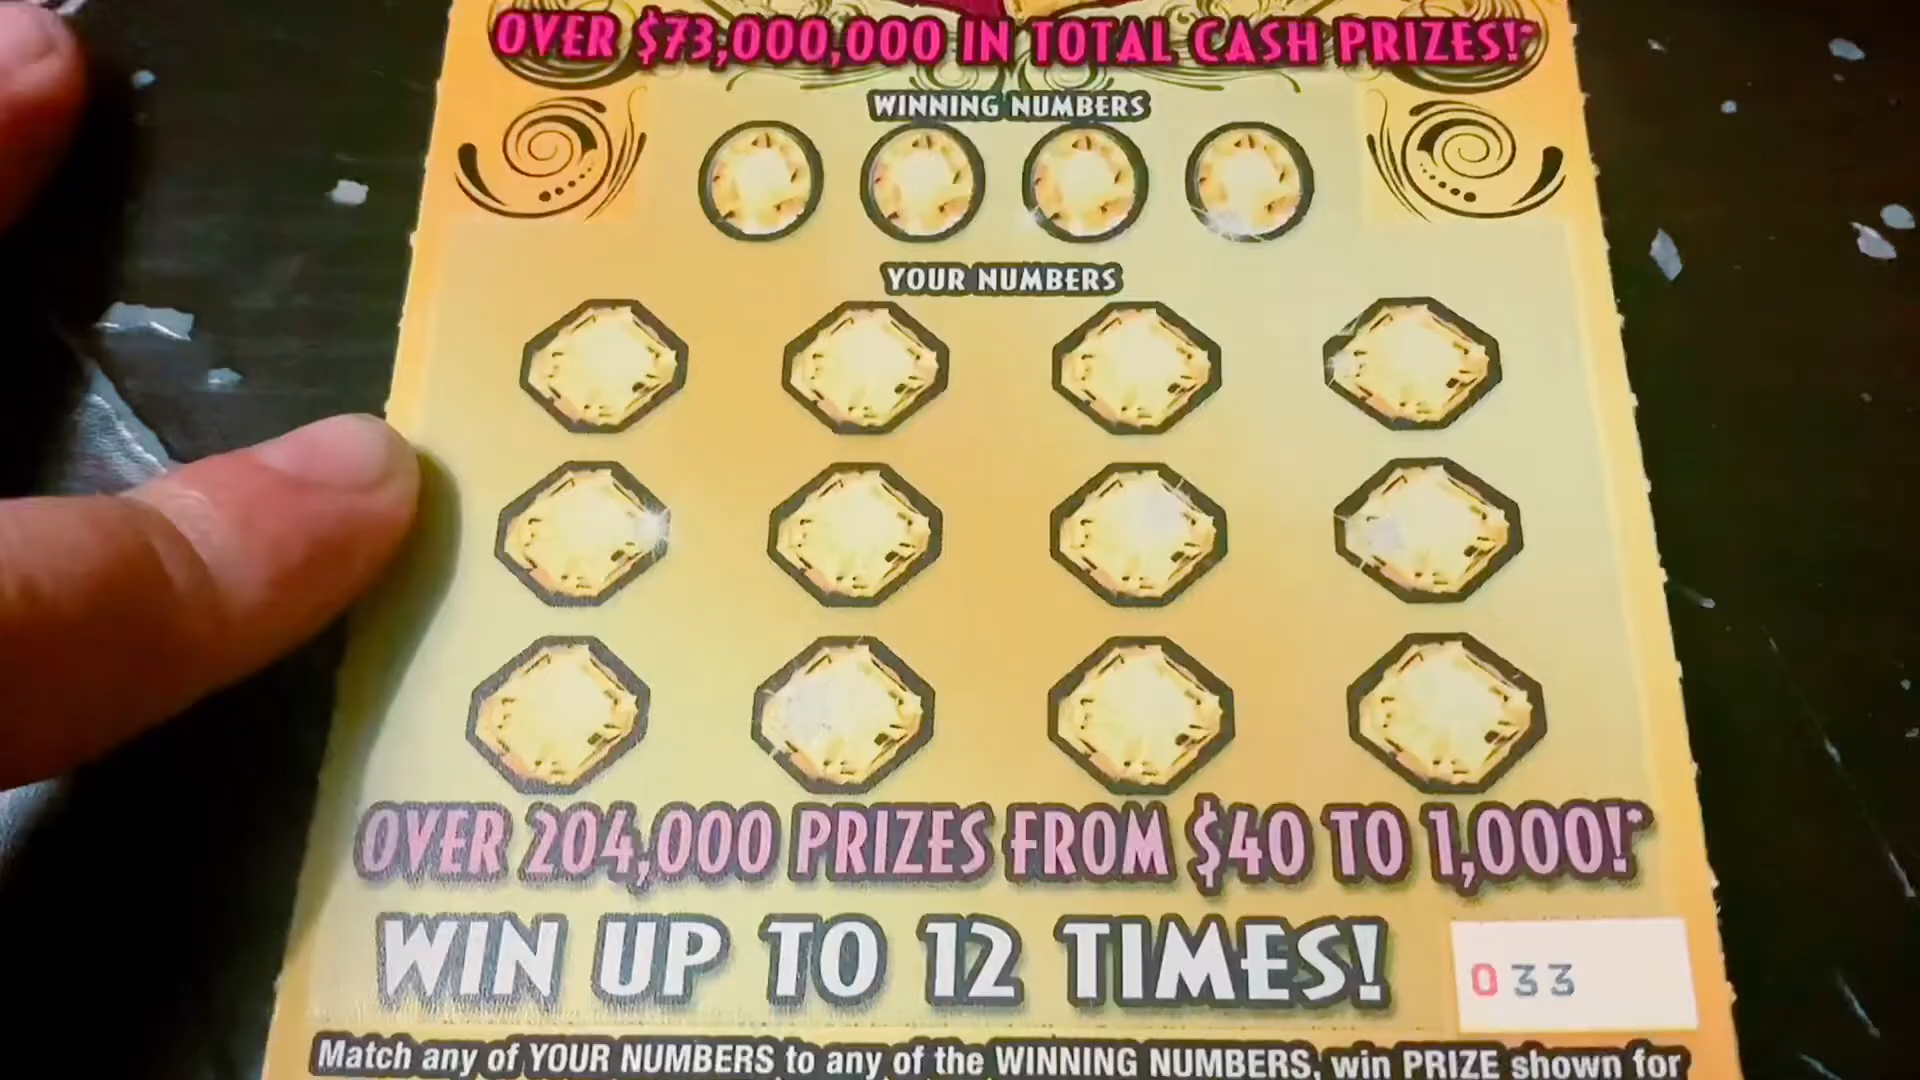 OVER $73,000,000 IN TOTAL CASH PRIZES!*
WINNING NUMBERS
YOUR NUMBERS
OVER 204,000 PRIZES FROM $40 TO 1,000!*
WIN UP TO 12 TIMES!
033
Match any of YOUR NUMBERS to any of the WINNING NUMBERS, win PRIZE shown for